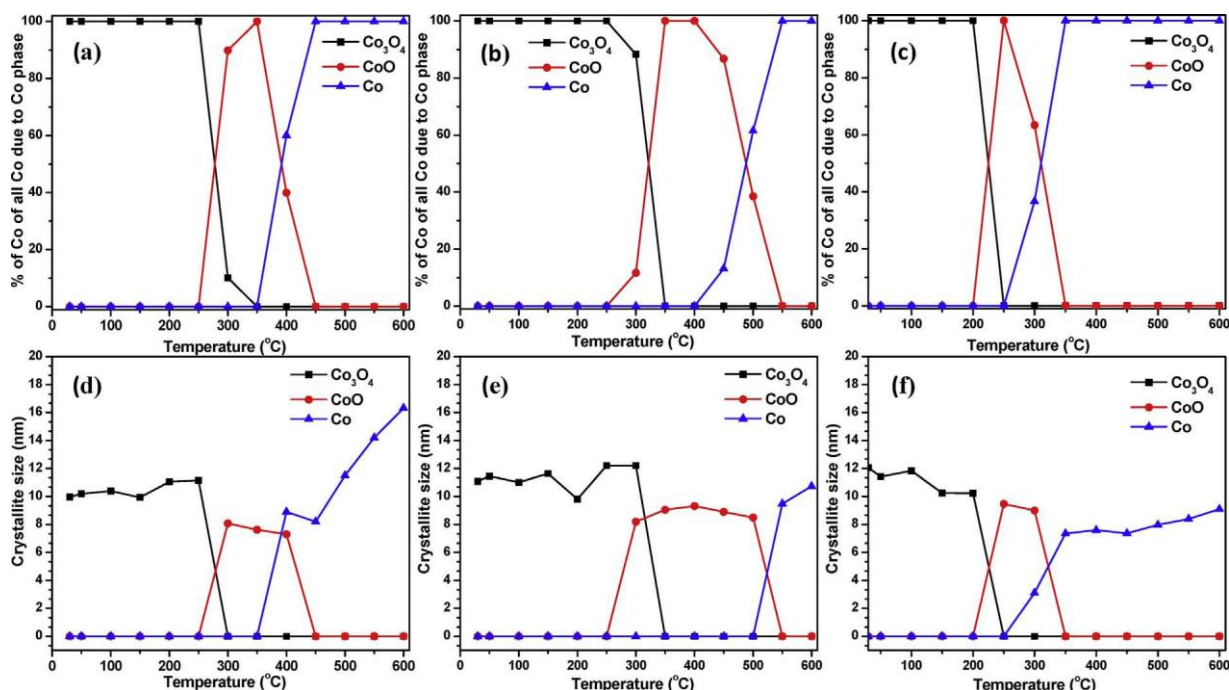 (a)
Co₃O₄
CoO
Co
% of Co of all Co due to Co phase
100
80
60
40
20
0
0 100 200 300 400 500 600
Temperature (°C)
(b)
Co₃O₄
CoO
Co
% of Co of all Co due to Co phase
100
80
60
40
20
0
0 100 200 300 400 500 600
Temperature (°C)
(c)
Co₃O₄
CoO
Co
% of Co of all Co due to Co phase
100
80
60
40
20
0
100 200 300 400 500 600
Temperature (°C)
(d)
Co₃O₄
CoO
Co
Crystallite size (nm)
20
18
16
14
12
10
8
6
4
2
0
0 100 200 300 400 500 600
Temperature (°C)
(e)
Co₃O₄
CoO
Co
Crystallite size (nm)
20
18
16
14
12
10
8
6
4
2
0
0 100 200 300 400 500 600
Temperature (°C)
(f)
Co₃O₄
CoO
Co
Crystallite size (nm)
20
18
16
14
12
10
8
6
4
2
0
100 200 300 400 500 600
Temperature (°C)